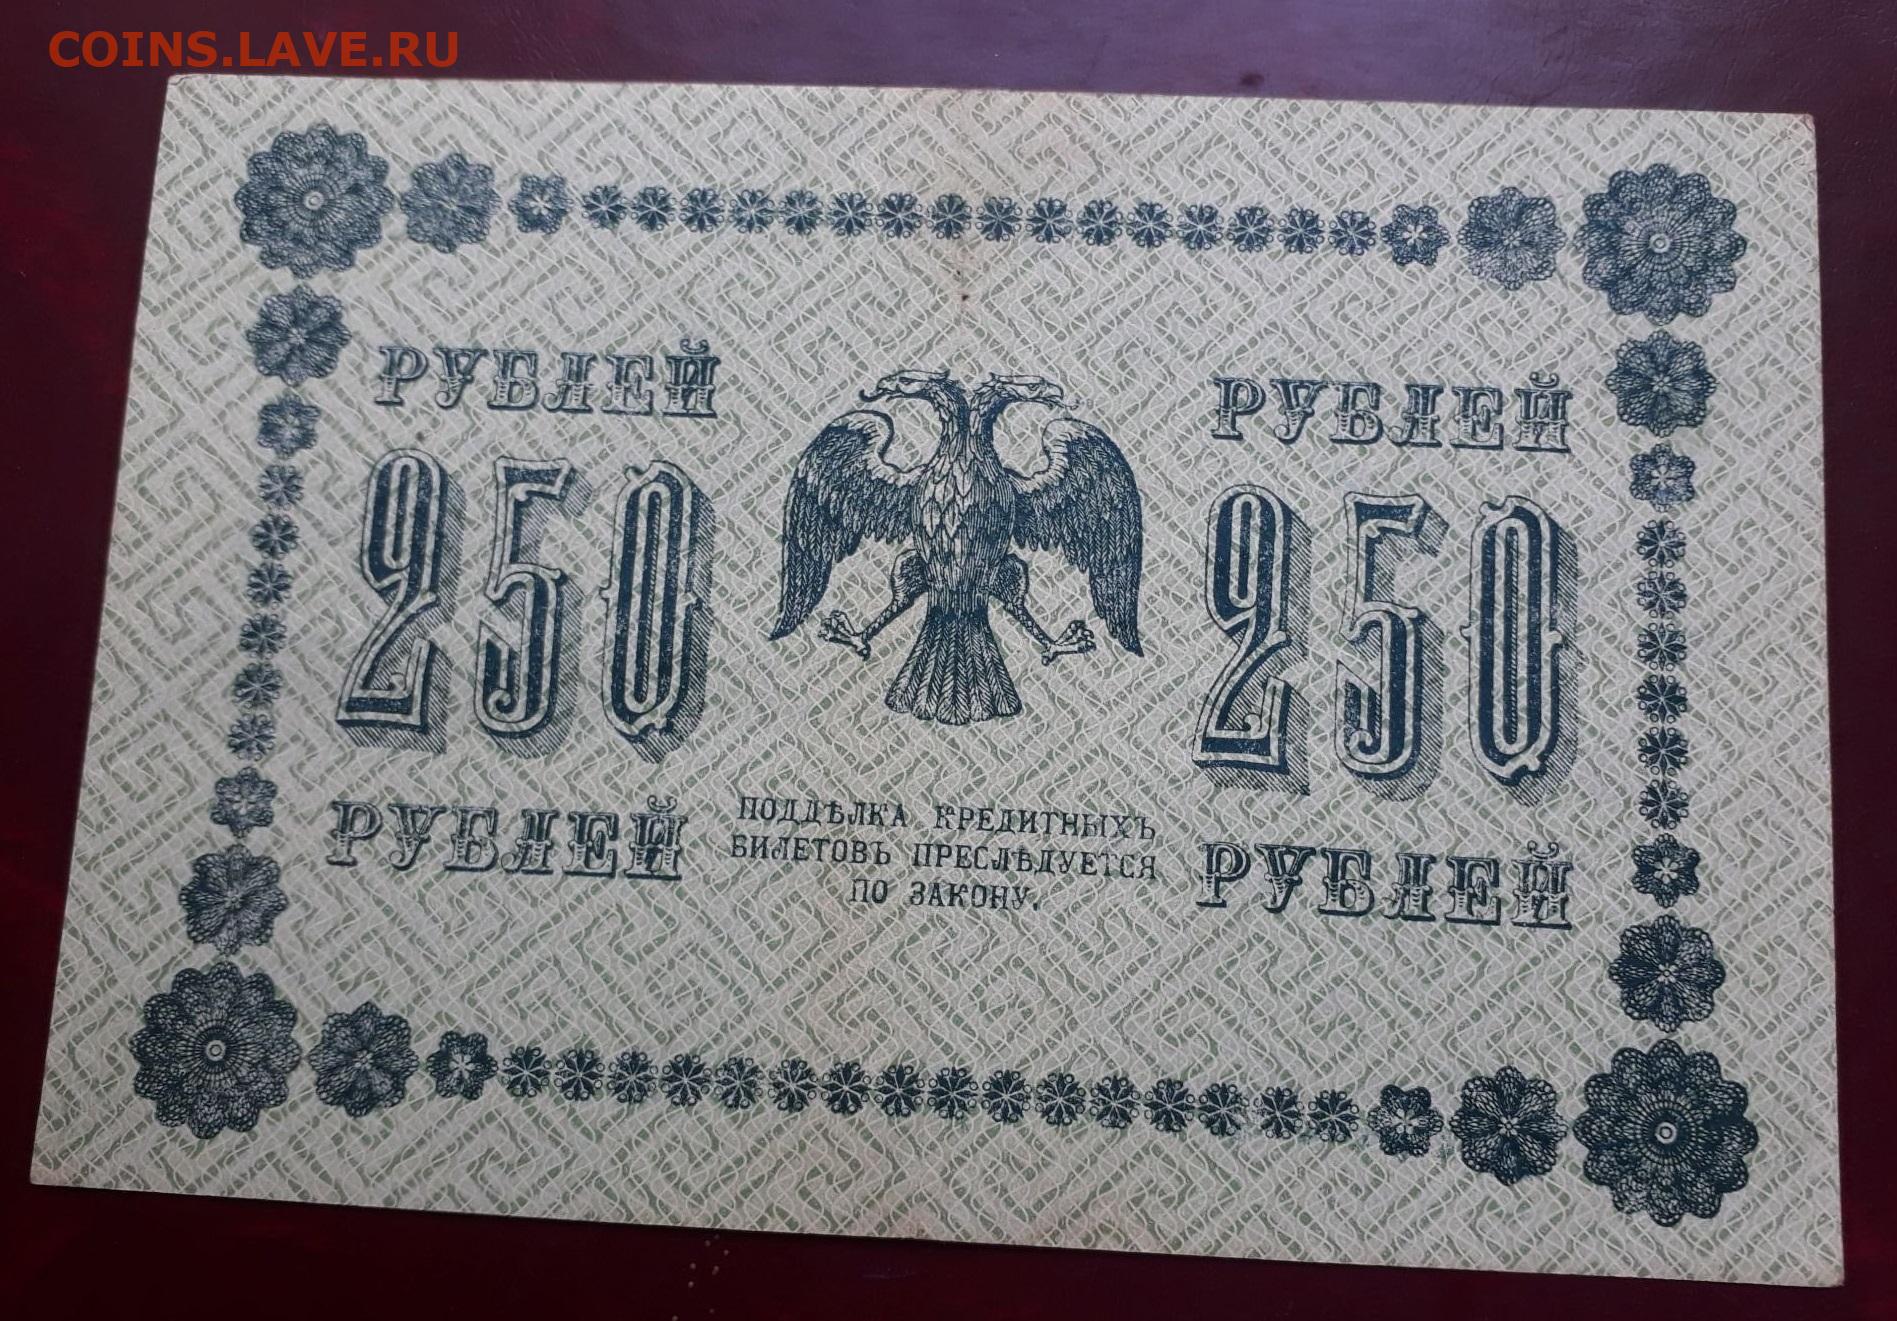 COINS.LAVE.RU
РУБЛЕЙ
250
РУБЛЕЙ
РУБЛЕЙ
250
РУБЛЕЙ
ПОДДѢЛКА КРЕДИТНЫХЪ
БИЛЕТОВЪ ПРЕСЛѢДУЕТСЯ
ПО ЗАКОНУ.